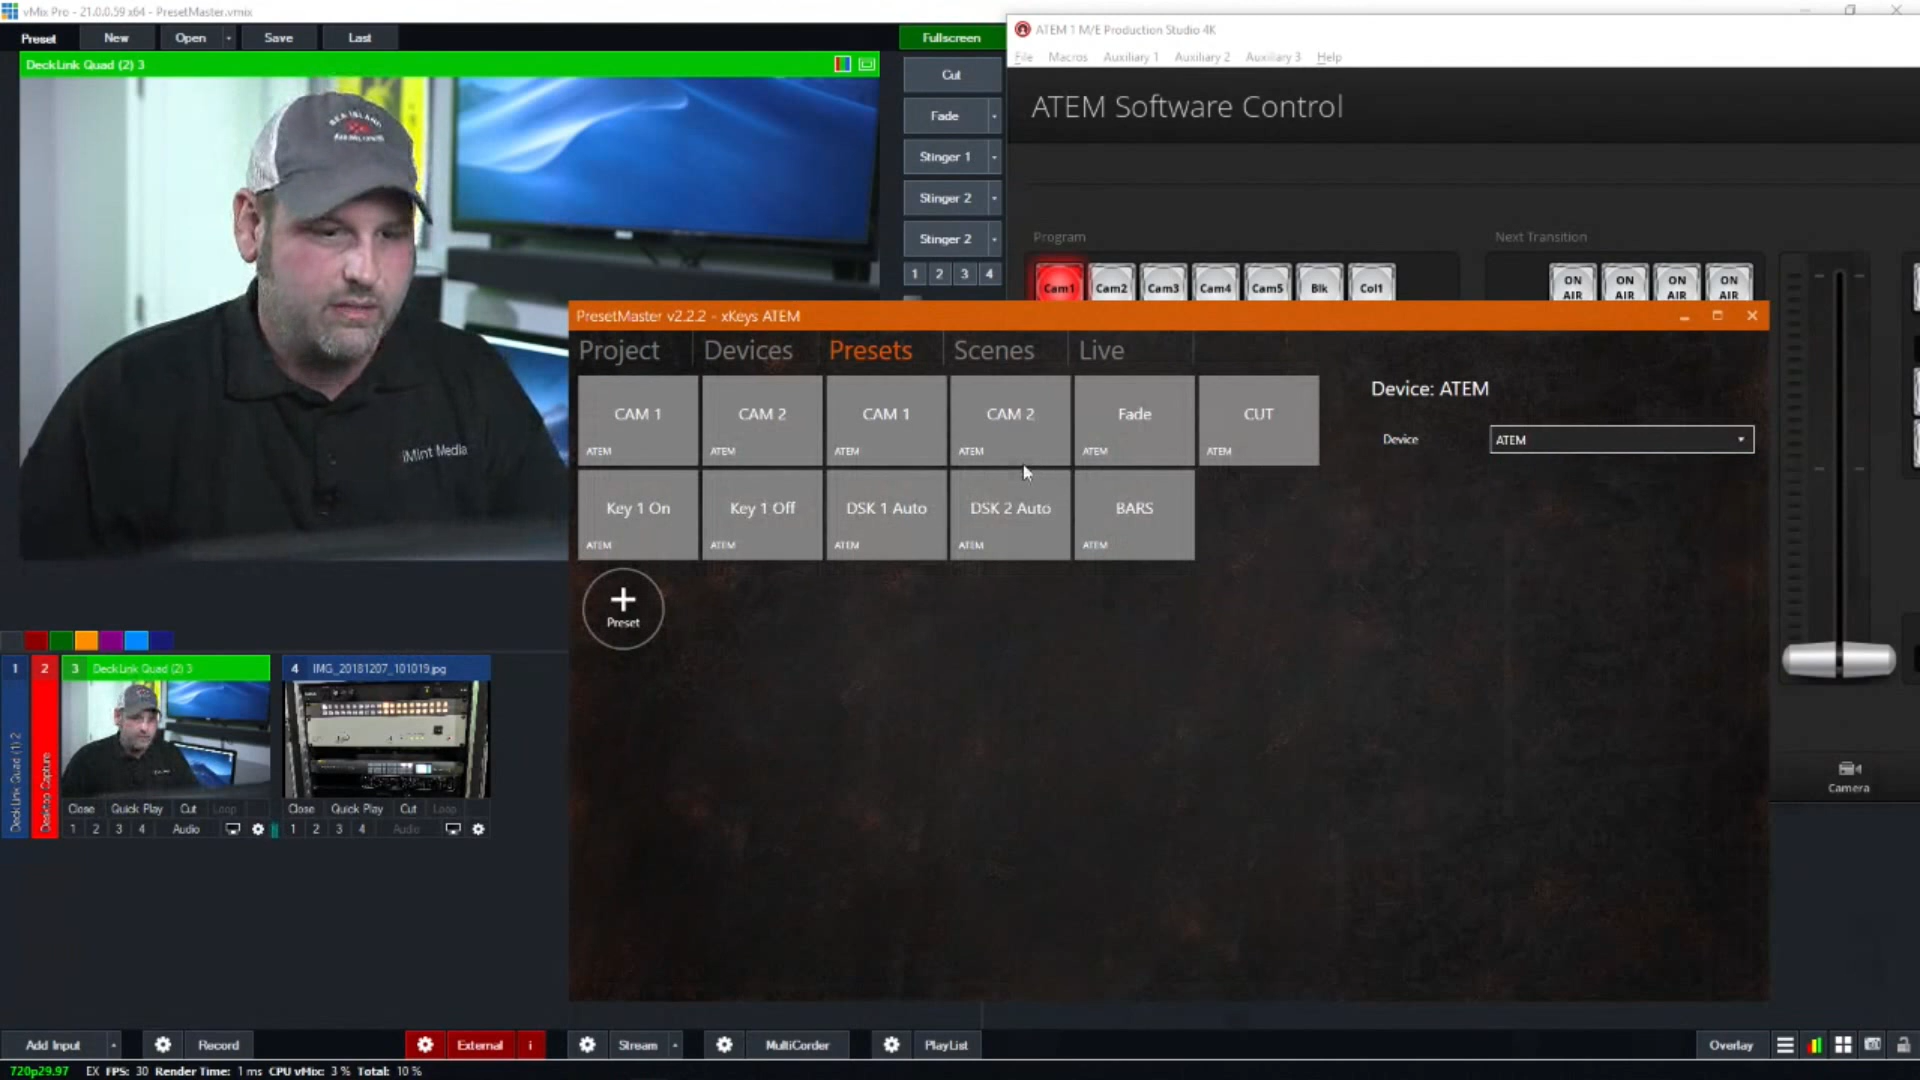 vMix Pro - 21.0.0.59 x64 - PresetMaster.vmix
Preset
New
Open
Save
Last
Fullscreen
DeckLink Quad (2) 3
Cut
Fade
Stinger 1
Stinger 2
Stinger 2
1 2 3 4
SEA ISLAND
iMint Media
ATEM 1 M/E Production Studio 4K
File Macros Auxiliary 1 Auxiliary 2 Auxiliary 3 Help
ATEM Software Control
Program
Next Transition
Cam1 Cam2 Cam3 Cam4 Cam5 Blk Col1
ON AIR ON AIR ON AIR ON AIR
PresetMaster v2.2.2 - xKeys ATEM
Project Devices Presets Scenes Live
CAM 1 CAM 2 CAM 1 CAM 2 Fade CUT
ATEM ATEM ATEM ATEM ATEM ATEM
Key 1 On Key 1 Off DSK 1 Auto DSK 2 Auto BARS
ATEM ATEM ATEM ATEM ATEM
+
Preset
Device: ATEM
Device ATEM
Camera
1
DeckLink Quad (1) 2
2
Desktop Capture
3 DeckLink Quad (2) 3
4 IMG_20181207_101019.jpg
Close Quick Play Cut Loop
1 2 3 4 Audio
Close Quick Play Cut Loop
1 2 3 4 Audio
Add Input
Record
External
i
Stream
MultiCorder
PlayList
Overlay
720p29.97 EX FPS: 30 Render Time: 1 ms CPU vMix: 3 % Total: 10 %